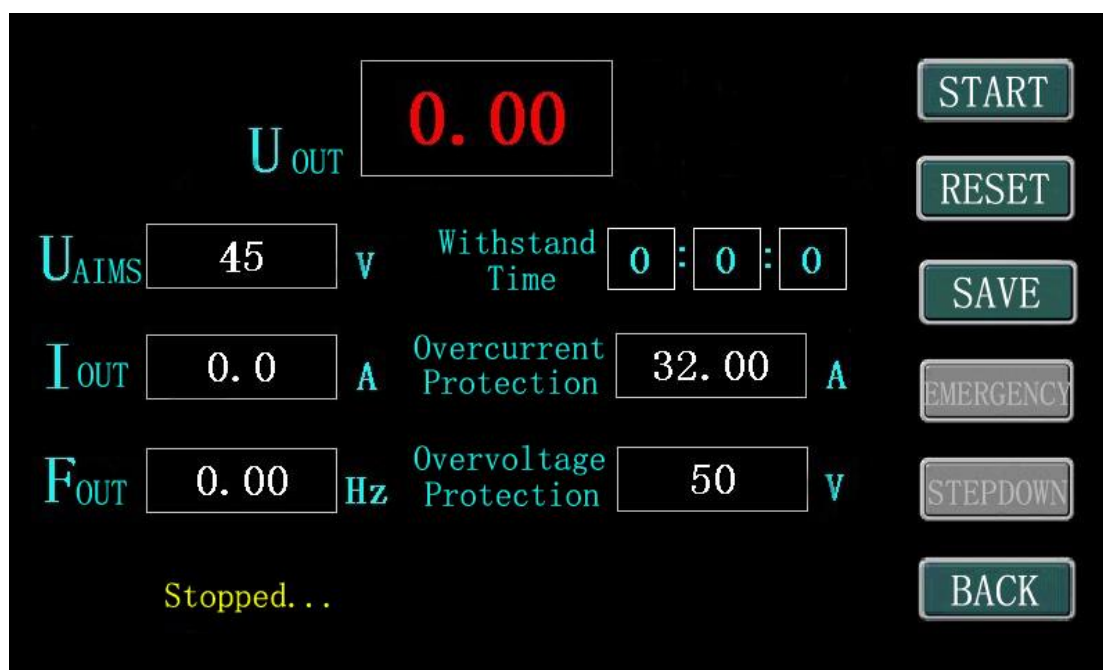 U OUT 0.00
START
RESET
UAIMS 45 V
Withstand
Time
0 : 0 : 0
SAVE
I OUT 0.0 A
Overcurrent
Protection
32.00 A
EMERGENCY
FOUT 0.00 Hz
Overvoltage
Protection
50 V
STEPDOWN
Stopped...
BACK